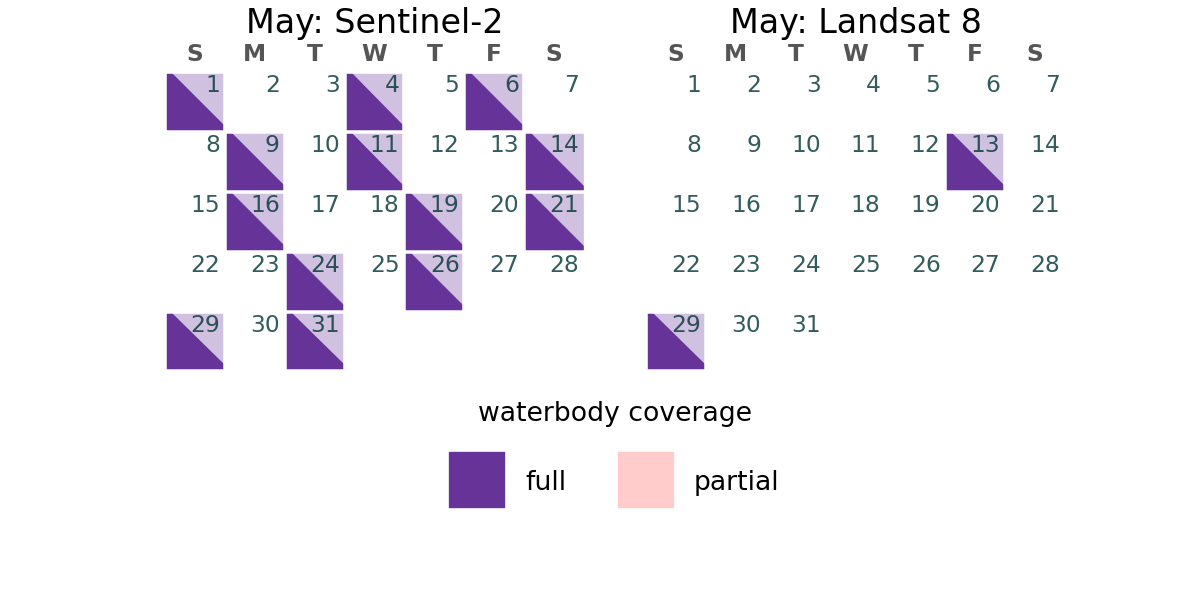 May: Sentinel-2
S M T W T F S
1 2 3 4 5 6 7
8 9 10 11 12 13 14
15 16 17 18 19 20 21
22 23 24 25 26 27 28
29 30 31
May: Landsat 8
S M T W T F S
1 2 3 4 5 6 7
8 9 10 11 12 13 14
15 16 17 18 19 20 21
22 23 24 25 26 27 28
29 30 31
waterbody coverage
full partial